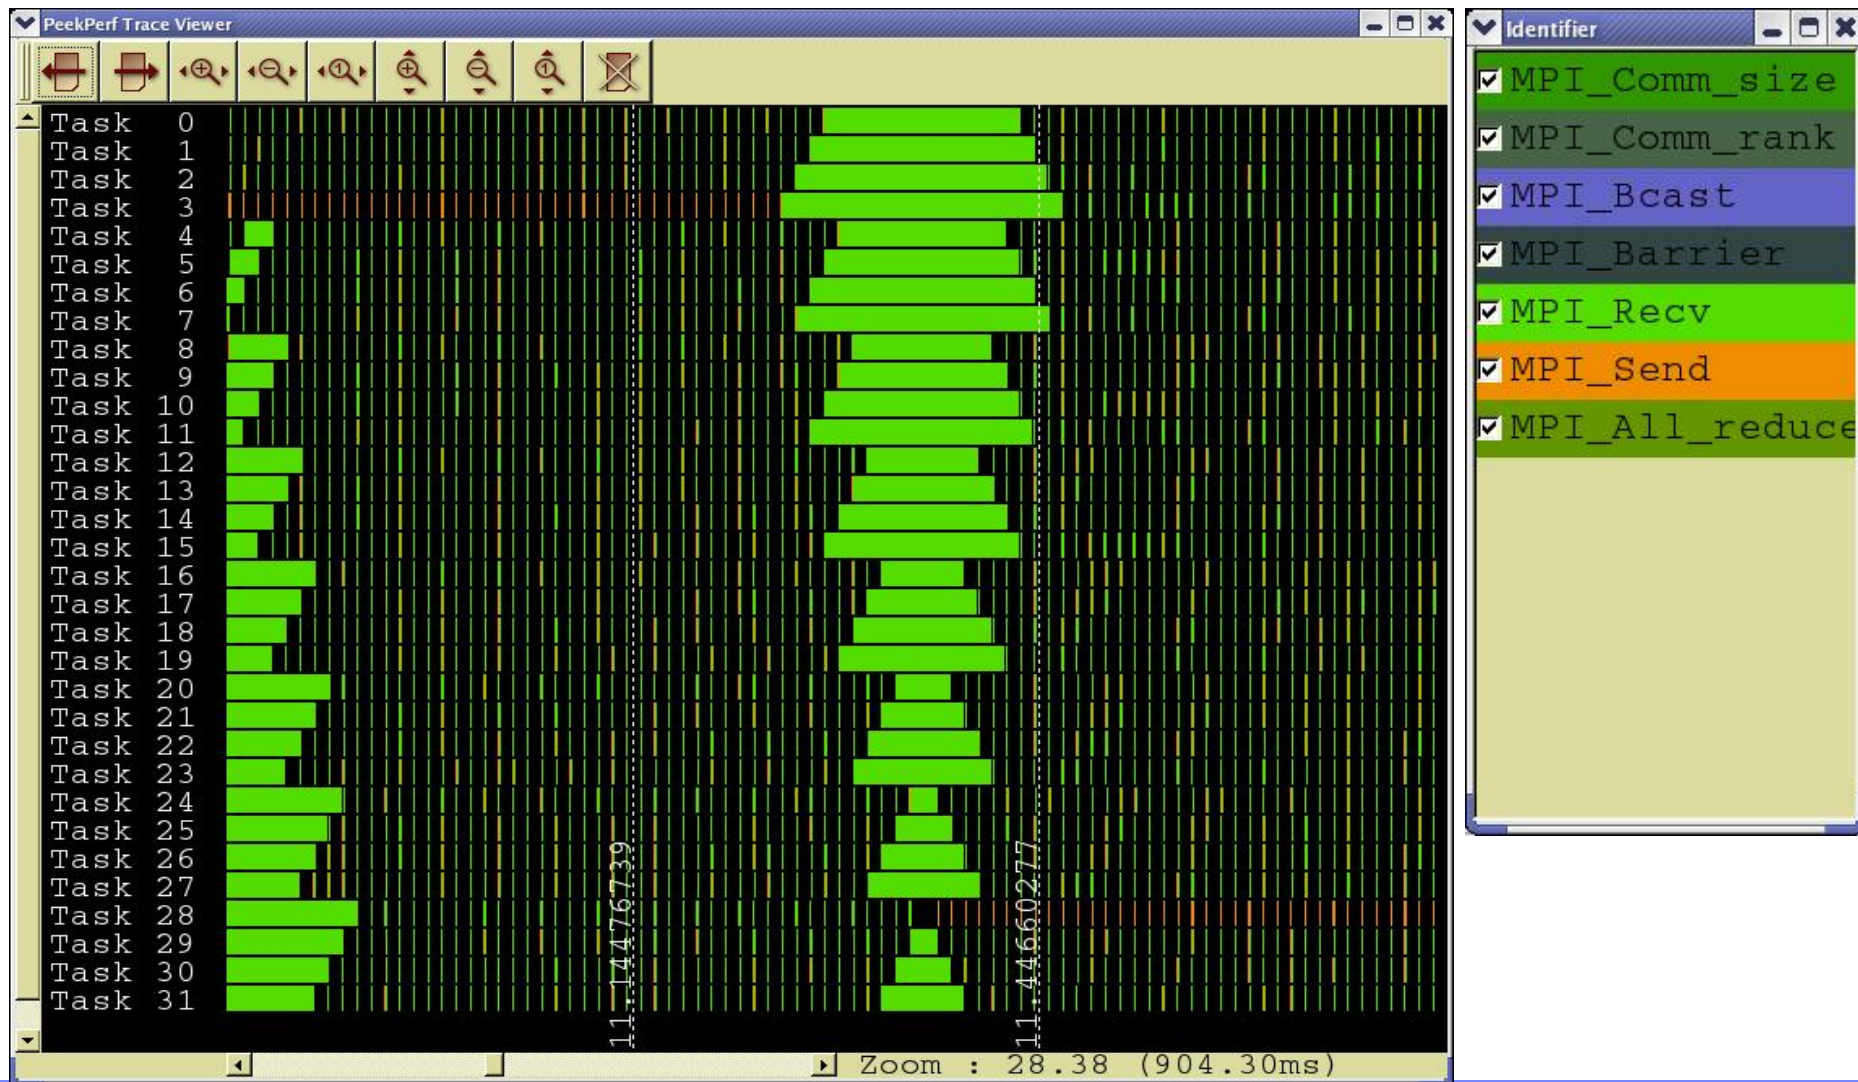 PeekPerf Trace Viewer
Task 0
Task 1
Task 2
Task 3
Task 4
Task 5
Task 6
Task 7
Task 8
Task 9
Task 10
Task 11
Task 12
Task 13
Task 14
Task 15
Task 16
Task 17
Task 18
Task 19
Task 20
Task 21
Task 22
Task 23
Task 24
Task 25
Task 26
Task 27
Task 28
Task 29
Task 30
Task 31
11.14476739
11.44660277
Zoom : 28.38 (904.30ms)
Identifier
MPI_Comm_size
MPI_Comm_rank
MPI_Bcast
MPI_Barrier
MPI_Recv
MPI_Send
MPI_All_reduce